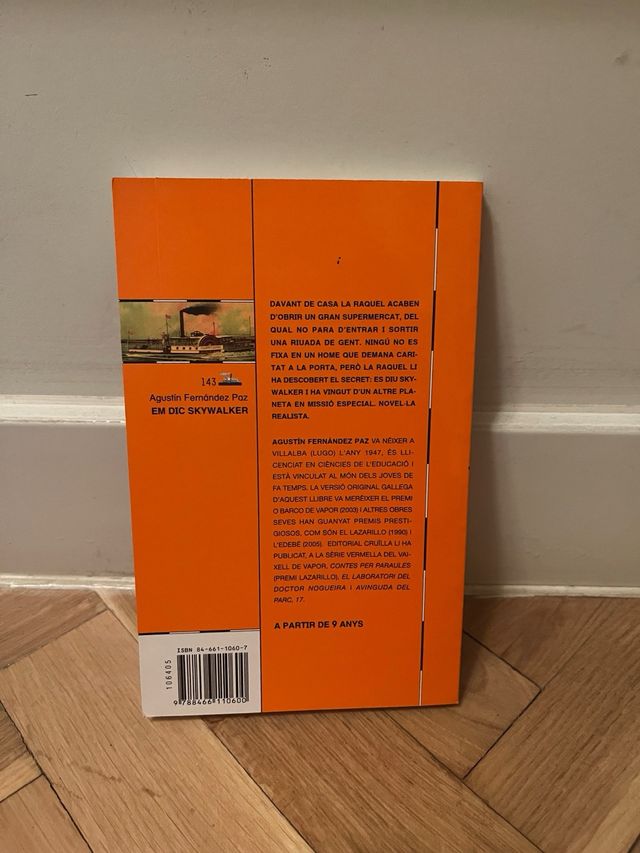 143
Agustín Fernández Paz
EM DIC SKYWALKER
DAVANT DE CASA LA RAQUEL ACABEN
D'OBRIR UN GRAN SUPERMERCAT, DEL
QUAL NO PARA D'ENTRAR I SORTIR
UNA RIUADA DE GENT. NINGÚ NO ES
FIXA EN UN HOME QUE DEMANA CARI-
TAT A LA PORTA, PERÒ LA RAQUEL LI
HA DESCOBERT EL SECRET: ES DIU SKY-
WALKER I HA VINGUT D'UN ALTRE PLA-
NETA EN MISSIÓ ESPECIAL. NOVEL·LA
REALISTA.
AGUSTÍN FERNÁNDEZ PAZ VA NÉIXER A
VILLALBA (LUGO) L'ANY 1947, ÉS LLI-
CENCIAT EN CIÈNCIES DE L'EDUCACIÓ I
ESTÀ VINCULAT AL MÓN DELS JOVES DE
FA TEMPS. LA VERSIÓ ORIGINAL GALLEGA
D'AQUEST LLIBRE VA MERÈIXER EL PREMI
O BARCO DE VAPOR (2003) I ALTRES OBRES
SEVES HAN GUANYAT PREMIS PRESTI-
GIOSOS, COM SÓN EL LAZARILLO (1990) I
L'EDEBÉ (2005). EDITORIAL CRUÏLLA LI HA
PUBLICAT, A LA SÈRIE VERMELLA DEL VAI-
XELL DE VAPOR, CONTES PER PARAULES
(PREMI LAZARILLO), EL LABORATORI DEL
DOCTOR NOGUEIRA I AVINGUDA DEL
PARC, 17.
A PARTIR DE 9 ANYS
ISBN 84-661-1060-7
106405
9 788466 110600